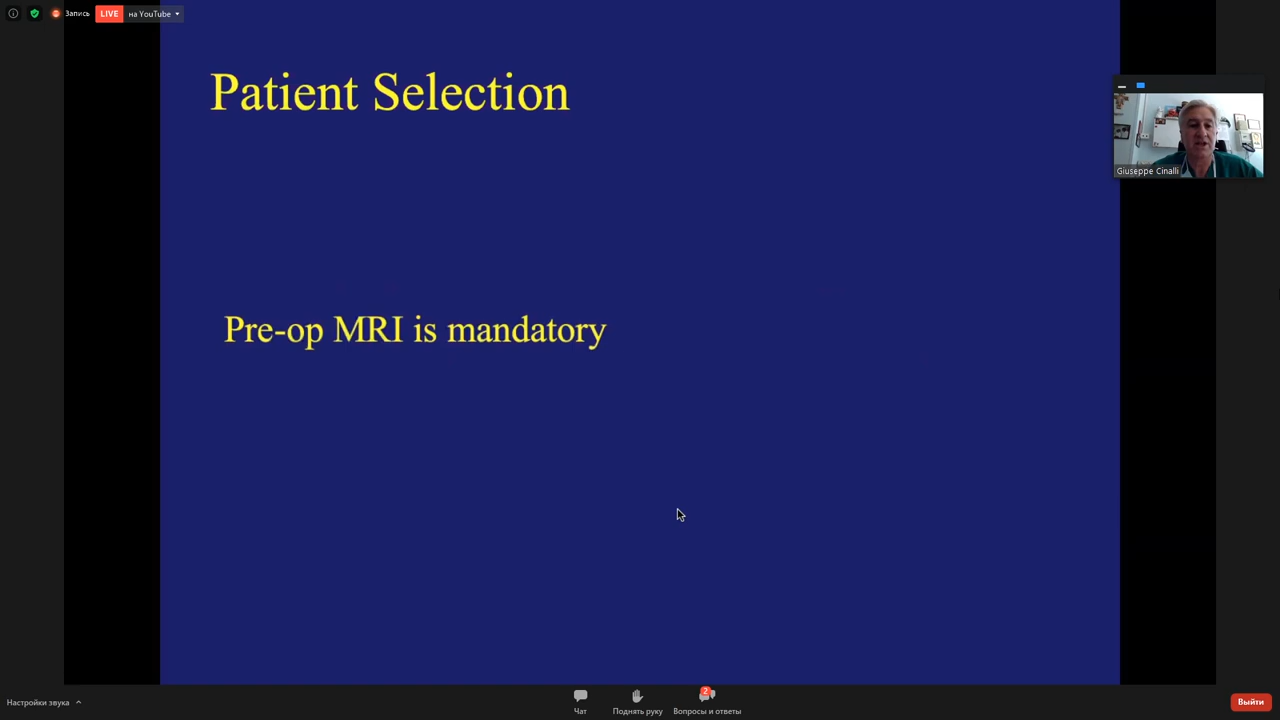 Запись
LIVE
на YouTube
Patient Selection
Giuseppe Cinalli
Pre-op MRI is mandatory
Настройки звука
Чат
Поднять руку
2
Вопросы и ответы
Выйти